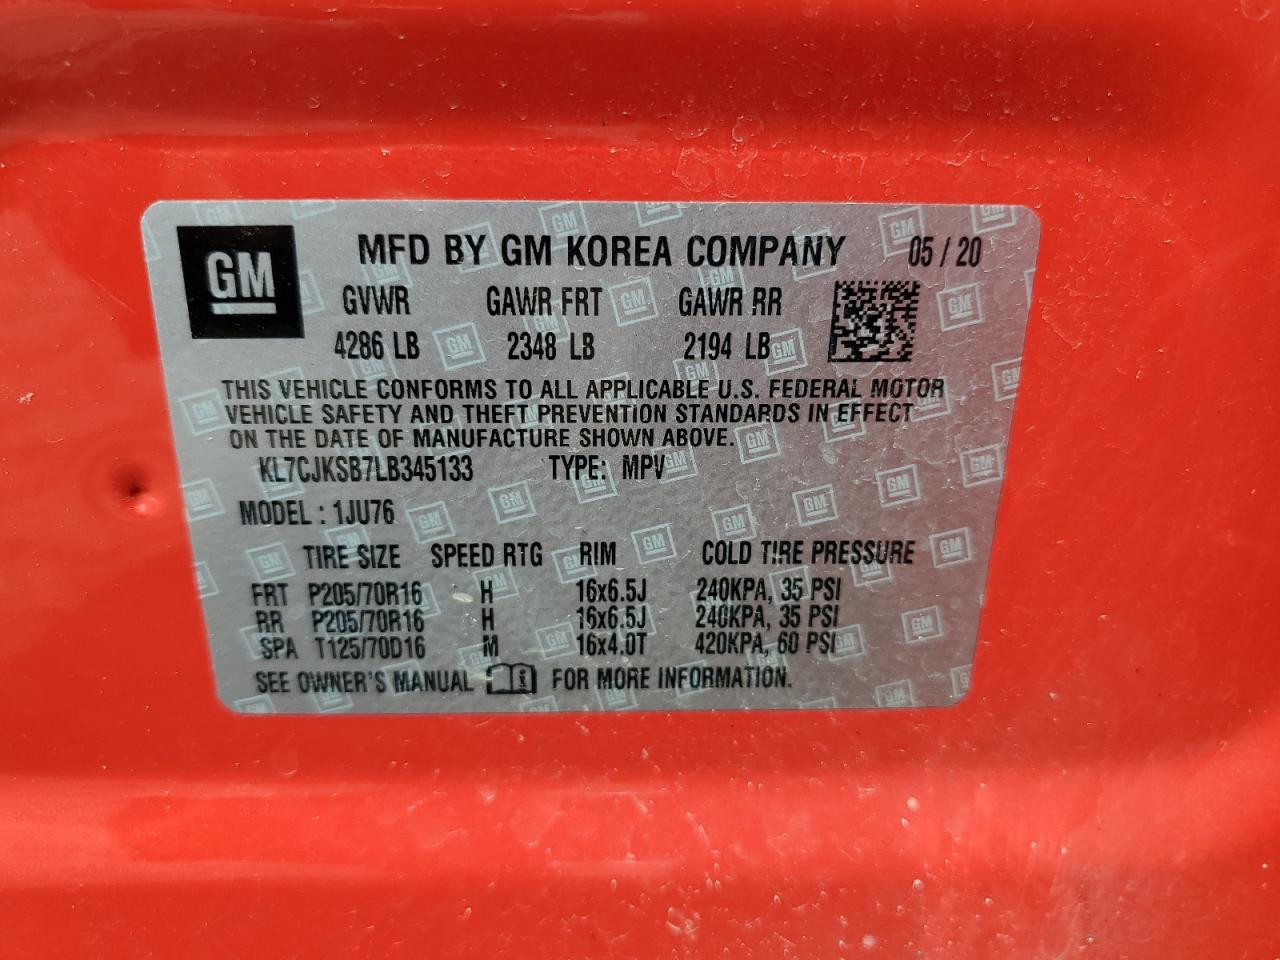 GM MFD BY GM KOREA COMPANY 05 / 20
GVWR GAWR FRT GAWR RR
4286 LB 2348 LB 2194 LB
THIS VEHICLE CONFORMS TO ALL APPLICABLE U.S. FEDERAL MOTOR
VEHICLE SAFETY AND THEFT PREVENTION STANDARDS IN EFFECT
ON THE DATE OF MANUFACTURE SHOWN ABOVE.
KL7CJKSB7LB345133 TYPE: MPV
MODEL : 1JU76
TIRE SIZE SPEED RTG RIM COLD TIRE PRESSURE
FRT P205/70R16 H 16x6.5J 240KPA, 35 PSI
RR P205/70R16 H 16x6.5J 240KPA, 35 PSI
SPA T125/70D16 M 16x4.0T 420KPA, 60 PSI
SEE OWNER'S MANUAL i FOR MORE INFORMATION.